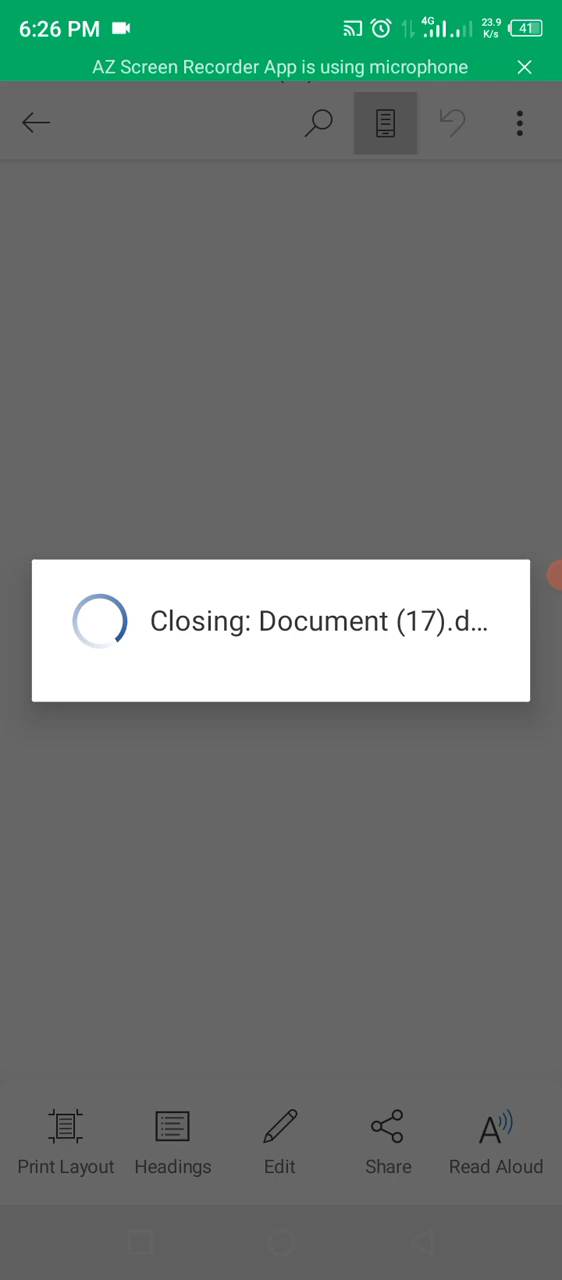 6:26 PM 4G 23.9 K/s 41
AZ Screen Recorder App is using microphone
Closing: Document (17).d...
Print Layout Headings Edit Share Read Aloud